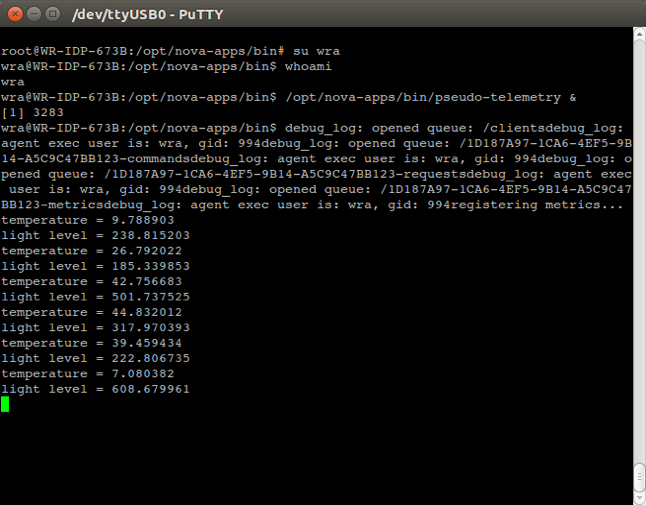 /dev/ttyUSB0 - PuTTY
root@WR-IDP-673B:/opt/nova-apps/bin# su wra
wra@WR-IDP-673B:/opt/nova-apps/bin$ whoami
wra
wra@WR-IDP-673B:/opt/nova-apps/bin$ /opt/nova-apps/bin/pseudo-telemetry &
[1] 3283
wra@WR-IDP-673B:/opt/nova-apps/bin$ debug_log: opened queue: /clientsdebug_log:
agent exec user is: wra, gid: 994debug_log: opened queue: /1D187A97-1CA6-4EF5-9B
14-A5C9C47BB123-commandsdebug_log: agent exec user is: wra, gid: 994debug_log: o
pened queue: /1D187A97-1CA6-4EF5-9B14-A5C9C47BB123-requestsdebug_log: agent exec
 user is: wra, gid: 994debug_log: opened queue: /1D187A97-1CA6-4EF5-9B14-A5C9C47
BB123-metricsdebug_log: agent exec user is: wra, gid: 994registering metrics...
temperature = 9.788903
light level = 238.815203
temperature = 26.792022
light level = 185.339853
temperature = 42.756683
light level = 501.737525
temperature = 44.832012
light level = 317.970393
temperature = 39.459434
light level = 222.806735
temperature = 7.080382
light level = 608.679961